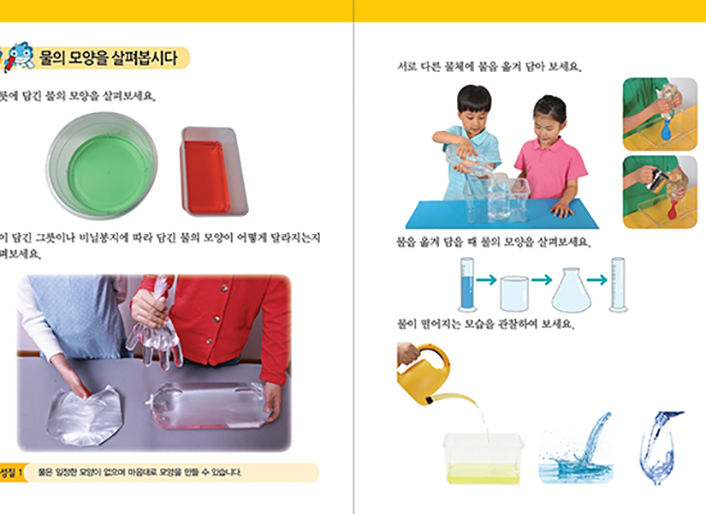 물의 모양을 살펴봅시다
릇에 담긴 물의 모양을 살펴보세요.
이 담긴 그릇이나 비닐봉지에 따라 담긴 물의 모양이 어떻게 달라지는지
펴보세요.
성질 1 물은 일정한 모양이 없으며 마음대로 모양을 만들 수 있습니다.
서로 다른 물체에 물을 옮겨 담아 보세요.
물을 옮겨 담을 때 물의 모양을 살펴보세요.
물이 떨어지는 모습을 관찰하여 보세요.